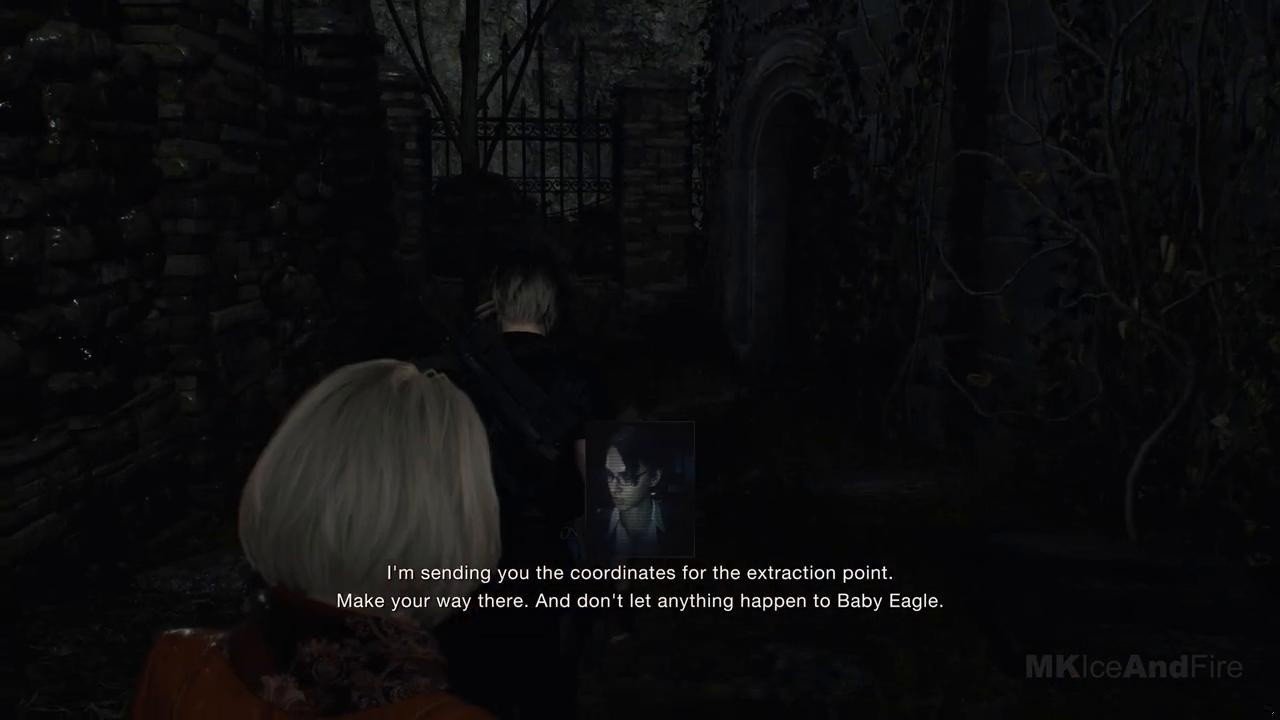 I'm sending you the coordinates for the extraction point.
Make your way there. And don't let anything happen to Baby Eagle.
MKIceAndFire